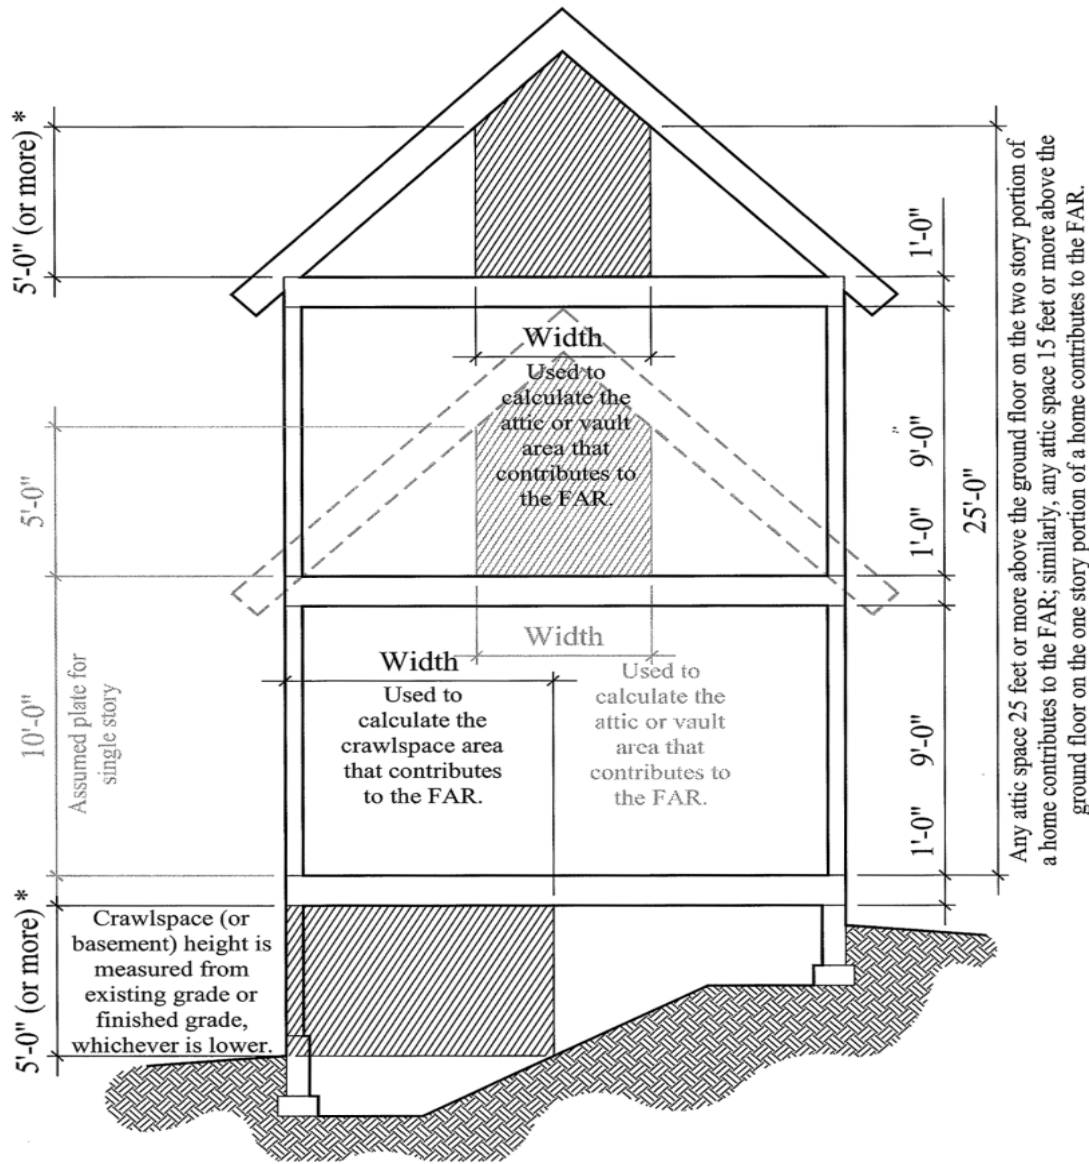 5'-0" (or more) *
5'-0"
10'-0"
Assumed plate for
single story
5'-0" (or more) *
Width
Used to
calculate the
attic or vault
area that
contributes to
the FAR.
Width
Used to
calculate the
attic or vault
area that
contributes to
the FAR.
Width
Used to
calculate the
crawlspace area
that contributes
to the FAR.
Crawlspace (or
basement) height is
measured from
existing grade or
finished grade,
whichever is lower.
1'-0"
9'-0"
1'-0"
9'-0"
1'-0"
25'-0"
Any attic space 25 feet or more above the ground floor on the two story portion of
a home contributes to the FAR; similarly, any attic space 15 feet or more above the
ground floor on the one story portion of a home contributes to the FAR.